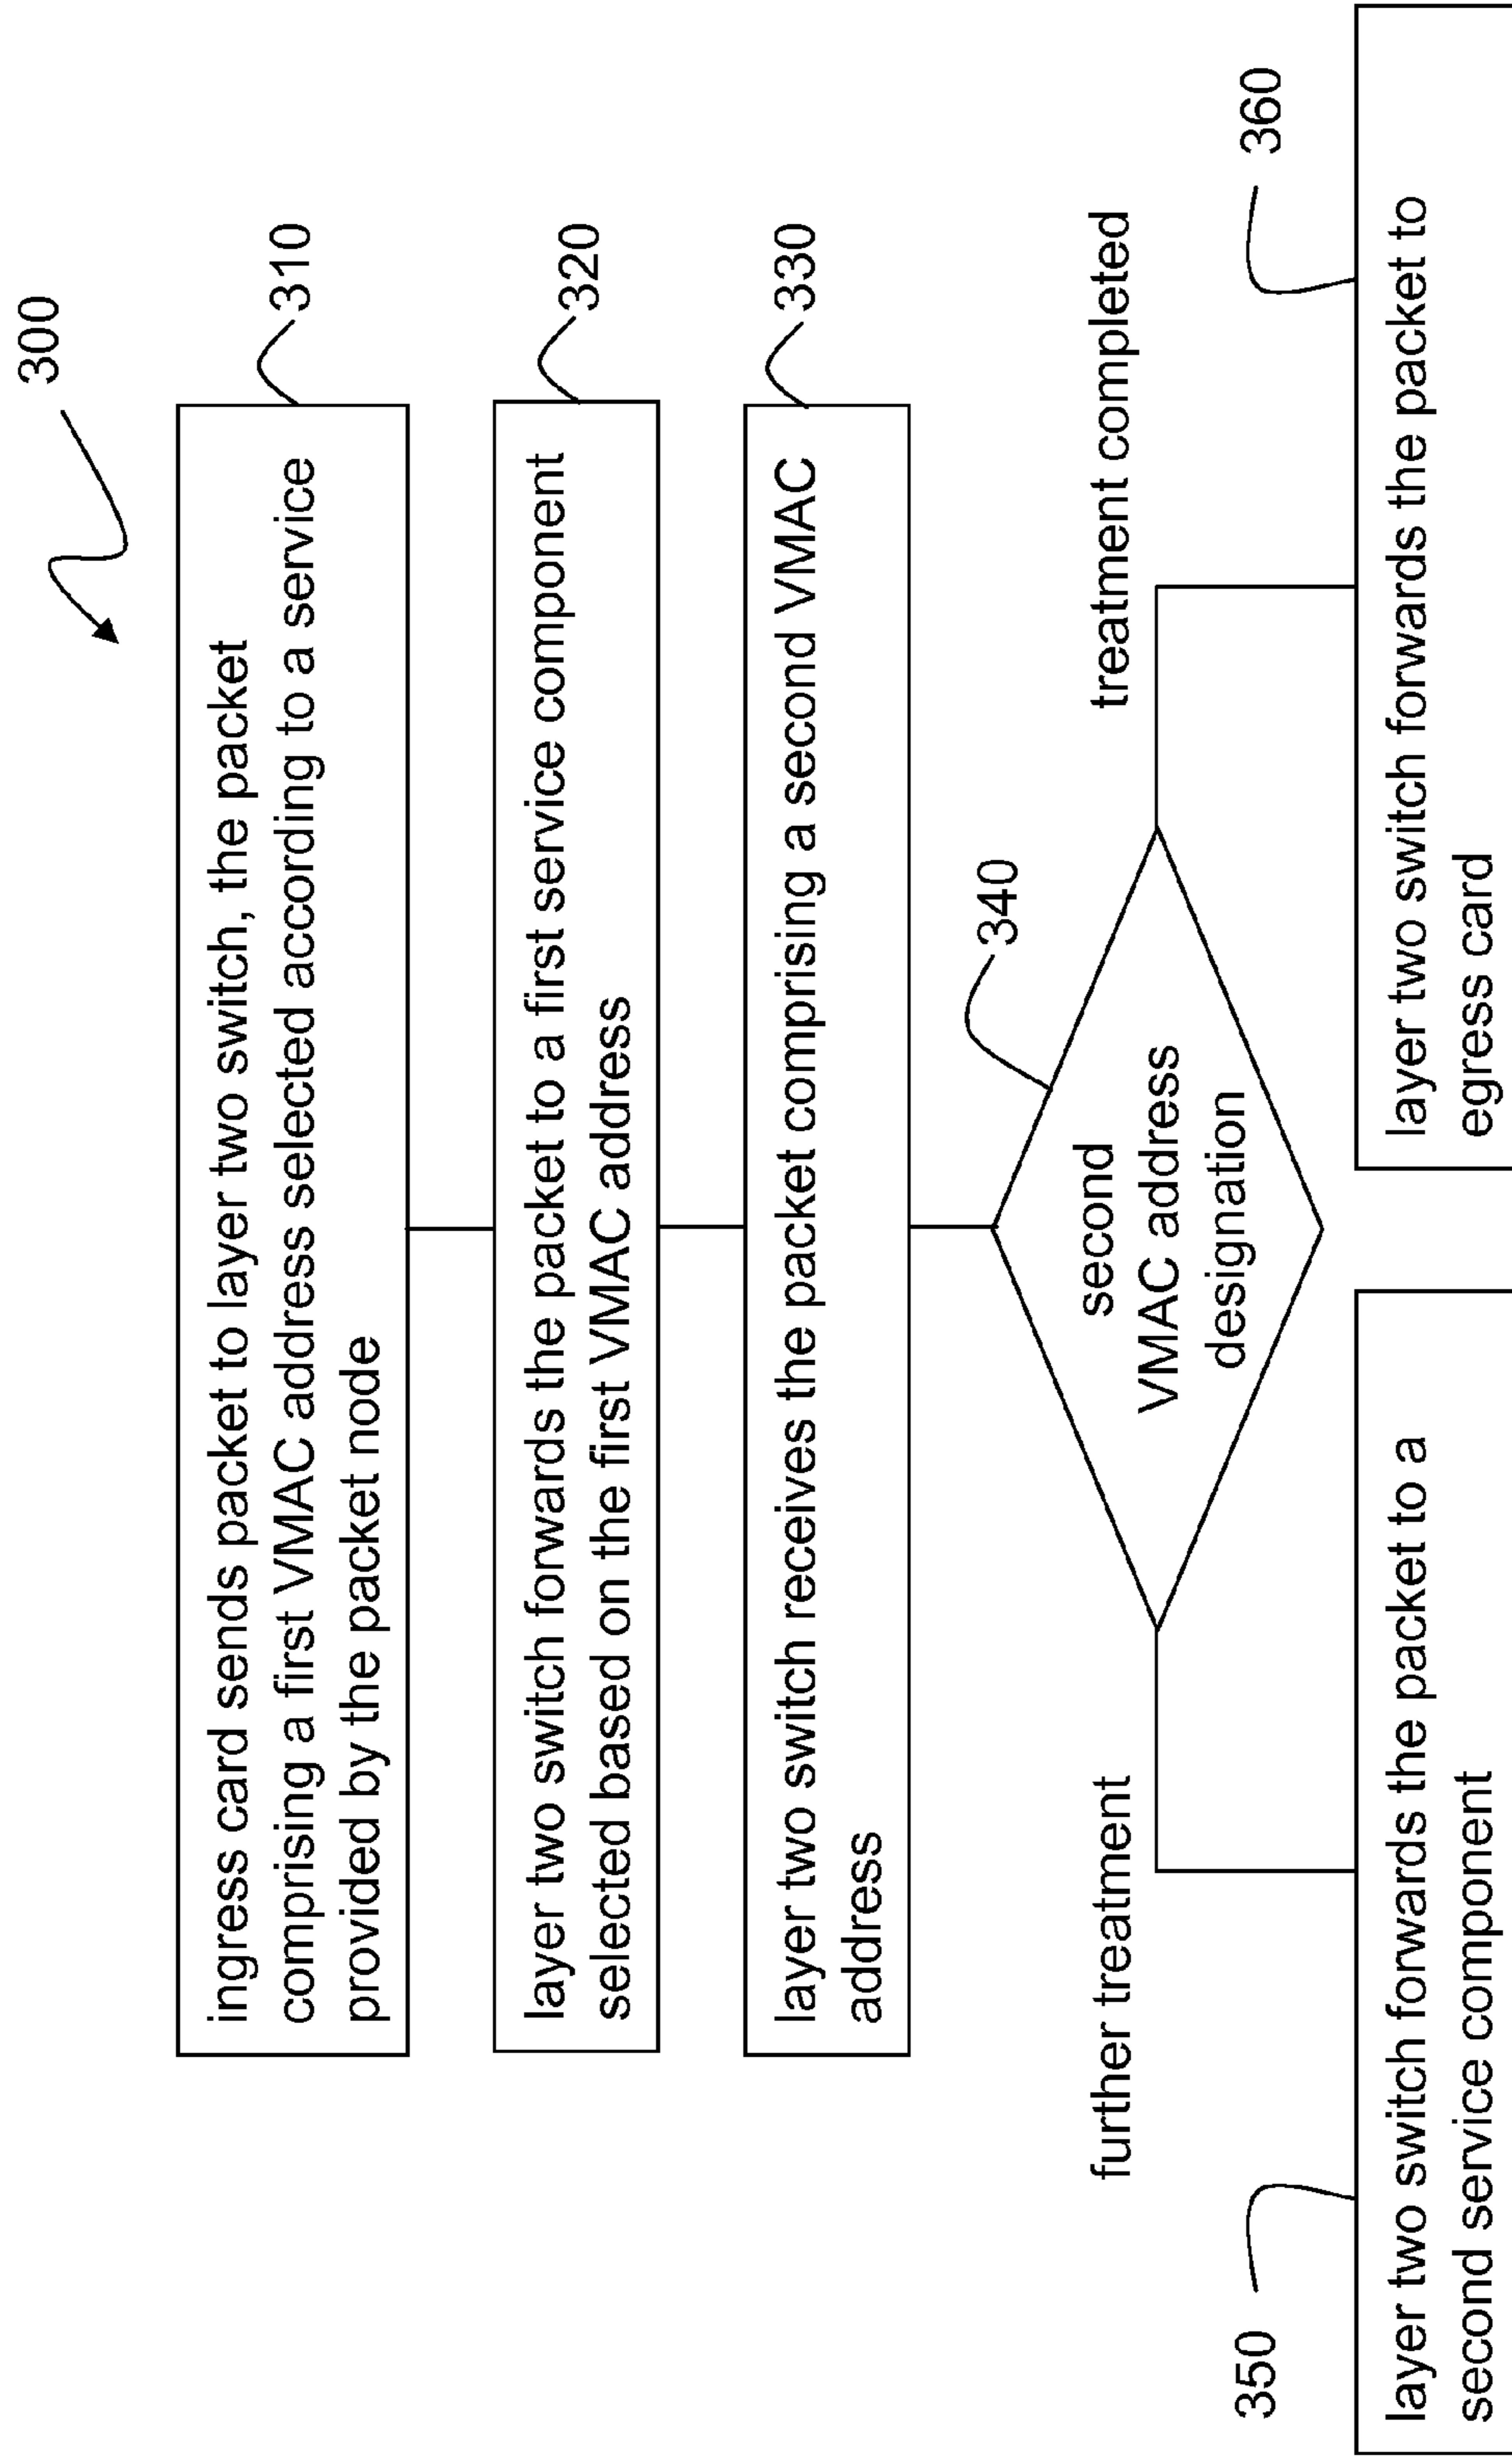 300
ingress card sends packet to layer two switch, the packet
comprising a first VMAC address selected according to a service
provided by the packet node
310
layer two switch forwards the packet to a first service component
selected based on the first VMAC address
320
layer two switch receives the packet comprising a second VMAC
address
330
340
second
VMAC address
designation
further treatment
treatment completed
350
layer two switch forwards the packet to a
second service component
360
layer two switch forwards the packet to
egress card